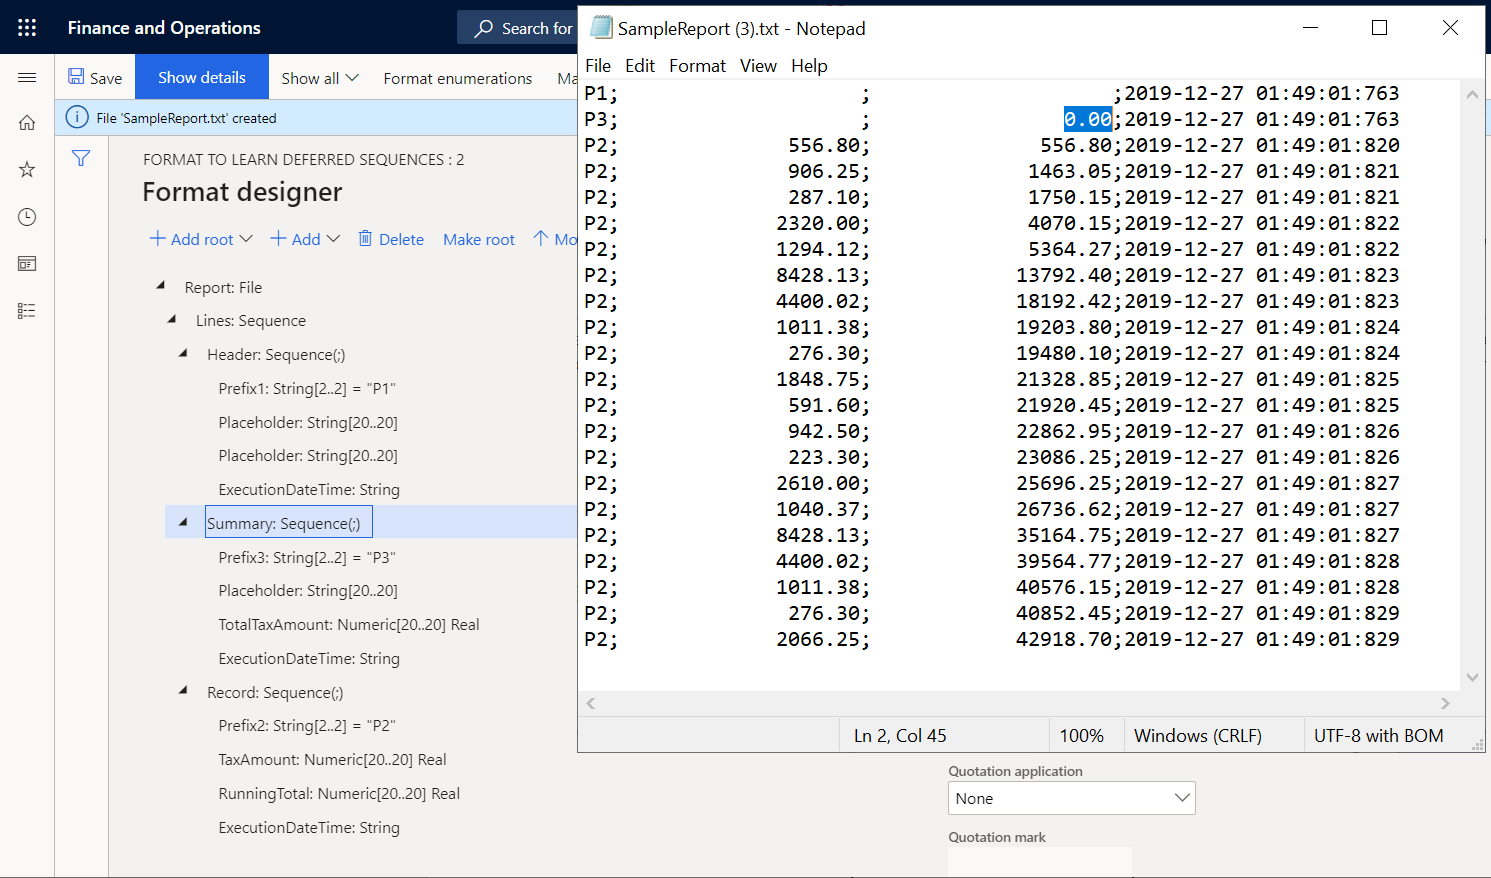 Finance and Operations
Search for
Save
Show details
Show all
Format enumerations
Ma
File 'SampleReport.txt' created
FORMAT TO LEARN DEFERRED SEQUENCES : 2
Format designer
Add root
Add
Delete
Make root
Mo
Report: File
Lines: Sequence
Header: Sequence(;)
Prefix1: String[2..2] = "P1"
Placeholder: String[20..20]
Placeholder: String[20..20]
ExecutionDateTime: String
Summary: Sequence(;)
Prefix3: String[2..2] = "P3"
Placeholder: String[20..20]
TotalTaxAmount: Numeric[20..20] Real
ExecutionDateTime: String
Record: Sequence(;)
Prefix2: String[2..2] = "P2"
TaxAmount: Numeric[20..20] Real
RunningTotal: Numeric[20..20] Real
ExecutionDateTime: String
SampleReport (3).txt - Notepad
File Edit Format View Help
P1; ; ;2019-12-27 01:49:01:763
P3; ; 0.00;2019-12-27 01:49:01:763
P2; 556.80; 556.80;2019-12-27 01:49:01:820
P2; 906.25; 1463.05;2019-12-27 01:49:01:821
P2; 287.10; 1750.15;2019-12-27 01:49:01:821
P2; 2320.00; 4070.15;2019-12-27 01:49:01:822
P2; 1294.12; 5364.27;2019-12-27 01:49:01:822
P2; 8428.13; 13792.40;2019-12-27 01:49:01:823
P2; 4400.02; 18192.42;2019-12-27 01:49:01:823
P2; 1011.38; 19203.80;2019-12-27 01:49:01:824
P2; 276.30; 19480.10;2019-12-27 01:49:01:824
P2; 1848.75; 21328.85;2019-12-27 01:49:01:825
P2; 591.60; 21920.45;2019-12-27 01:49:01:825
P2; 942.50; 22862.95;2019-12-27 01:49:01:826
P2; 223.30; 23086.25;2019-12-27 01:49:01:826
P2; 2610.00; 25696.25;2019-12-27 01:49:01:827
P2; 1040.37; 26736.62;2019-12-27 01:49:01:827
P2; 8428.13; 35164.75;2019-12-27 01:49:01:827
P2; 4400.02; 39564.77;2019-12-27 01:49:01:828
P2; 1011.38; 40576.15;2019-12-27 01:49:01:828
P2; 276.30; 40852.45;2019-12-27 01:49:01:829
P2; 2066.25; 42918.70;2019-12-27 01:49:01:829
Ln 2, Col 45
100%
Windows (CRLF)
UTF-8 with BOM
Quotation application
None
Quotation mark